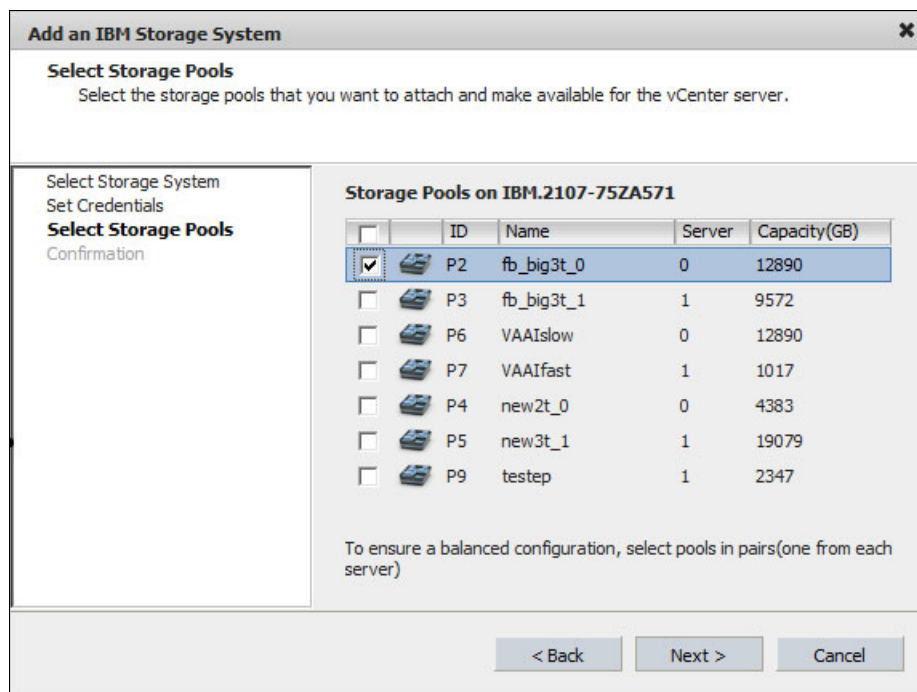 Add an IBM Storage System
Select Storage Pools
Select the storage pools that you want to attach and make available for the vCenter server.
Select Storage System
Set Credentials
Select Storage Pools
Confirmation
Storage Pools on IBM.2107-75ZA571
ID Name Server Capacity(GB)
P2 fb_big3t_0 0 12890
P3 fb_big3t_1 1 9572
P6 VAAIslow 0 12890
P7 VAAIfast 1 1017
P4 new2t_0 0 4383
P5 new3t_1 1 19079
P9 testep 1 2347
To ensure a balanced configuration, select pools in pairs(one from each
server)
< Back Next > Cancel